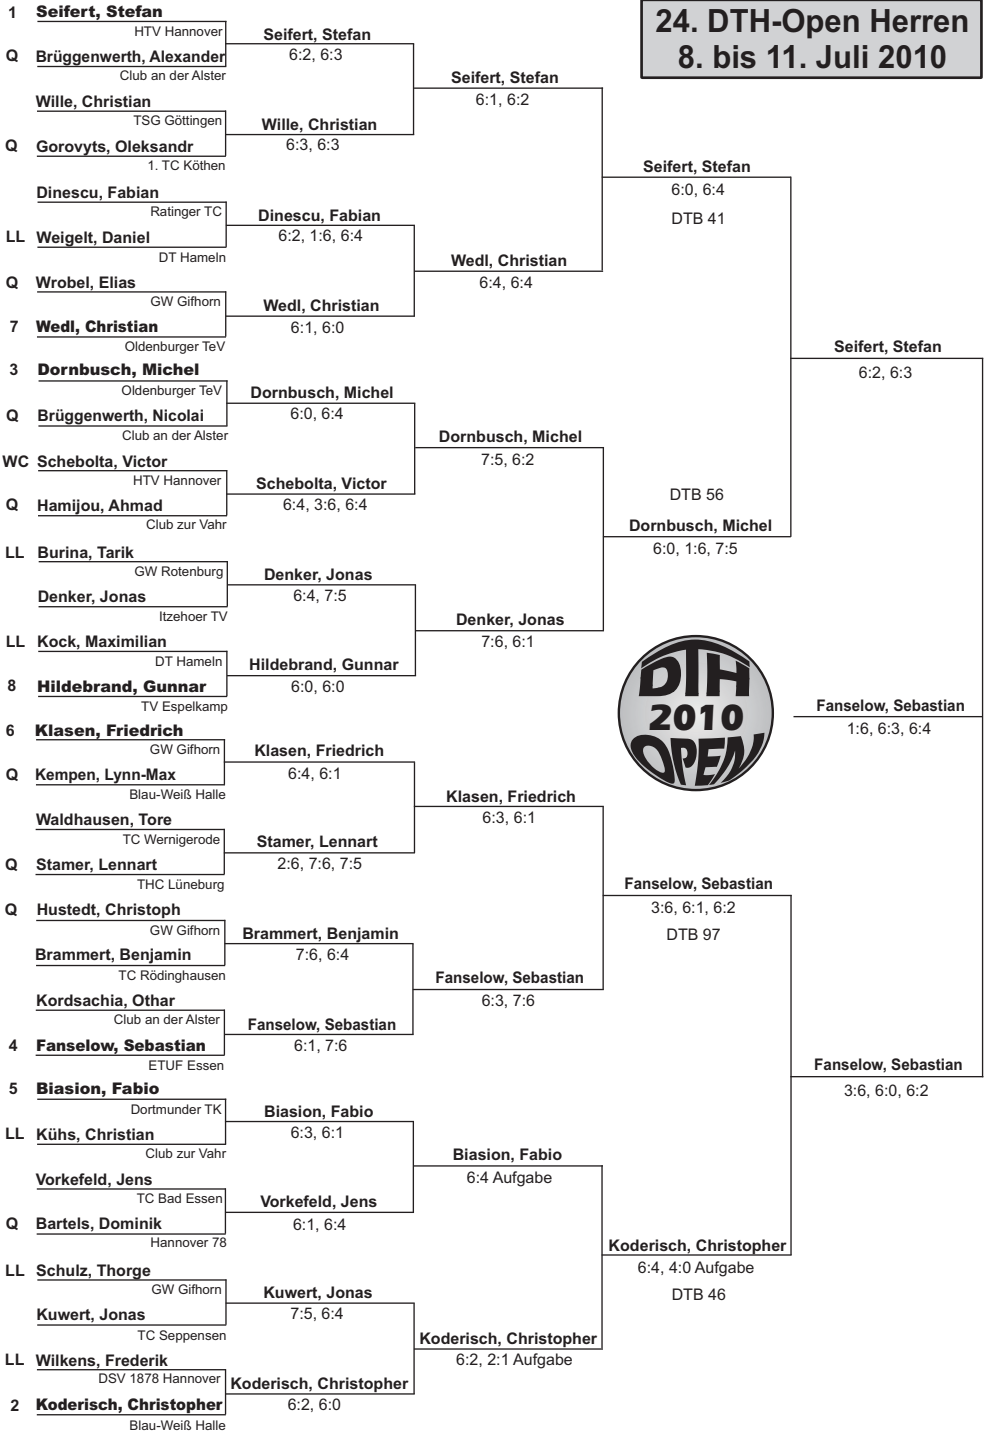 24. DTH-Open Herren
8. bis 11. Juli 2010
1 Seifert, Stefan
HTV Hannover
Q Brüggenwerth, Alexander
Club an der Alster
Wille, Christian
TSG Göttingen
Q Gorovyts, Oleksandr
1. TC Köthen
Dinescu, Fabian
Ratinger TC
LL Weigelt, Daniel
DT Hameln
Q Wrobel, Elias
GW Gifhorn
7 Wedl, Christian
Oldenburger TeV
3 Dornbusch, Michel
Oldenburger TeV
Q Brüggenwerth, Nicolai
Club an der Alster
WC Schebolta, Victor
HTV Hannover
Q Hamijou, Ahmad
Club zur Vahr
LL Burina, Tarik
GW Rotenburg
Denker, Jonas
Itzehoer TV
LL Kock, Maximilian
DT Hameln
8 Hildebrand, Gunnar
TV Espelkamp
6 Klasen, Friedrich
GW Gifhorn
Q Kempen, Lynn-Max
Blau-Weiß Halle
Waldhausen, Tore
TC Wernigerode
Q Stamer, Lennart
THC Lüneburg
Q Hustedt, Christoph
GW Gifhorn
Brammert, Benjamin
TC Rödinghausen
Kordsachia, Othar
Club an der Alster
4 Fanselow, Sebastian
ETUF Essen
5 Biasion, Fabio
Dortmunder TK
LL Kühs, Christian
Club zur Vahr
Vorkefeld, Jens
TC Bad Essen
Q Bartels, Dominik
Hannover 78
LL Schulz, Thorge
GW Gifhorn
Kuwert, Jonas
TC Seppensen
LL Wilkens, Frederik
DSV 1878 Hannover
2 Koderisch, Christopher
Blau-Weiß Halle
Seifert, Stefan
6:2, 6:3
Wille, Christian
6:3, 6:3
Dinescu, Fabian
6:2, 1:6, 6:4
Wedl, Christian
6:1, 6:0
Dornbusch, Michel
6:0, 6:4
Schebolta, Victor
6:4, 3:6, 6:4
Denker, Jonas
6:4, 7:5
Hildebrand, Gunnar
6:0, 6:0
Klasen, Friedrich
6:4, 6:1
Stamer, Lennart
2:6, 7:6, 7:5
Brammert, Benjamin
7:6, 6:4
Fanselow, Sebastian
6:1, 7:6
Biasion, Fabio
6:3, 6:1
Vorkefeld, Jens
6:1, 6:4
Kuwert, Jonas
7:5, 6:4
Koderisch, Christopher
6:2, 6:0
Seifert, Stefan
6:1, 6:2
Wedl, Christian
6:4, 6:4
Dornbusch, Michel
7:5, 6:2
Denker, Jonas
7:6, 6:1
Klasen, Friedrich
6:3, 6:1
Fanselow, Sebastian
6:3, 7:6
Biasion, Fabio
6:4 Aufgabe
Koderisch, Christopher
6:2, 2:1 Aufgabe
Seifert, Stefan
6:0, 6:4
DTB 41
DTB 56
Dornbusch, Michel
6:0, 1:6, 7:5
DTH
2010
OPEN
Fanselow, Sebastian
3:6, 6:1, 6:2
DTB 97
Koderisch, Christopher
6:4, 4:0 Aufgabe
DTB 46
Seifert, Stefan
6:2, 6:3
Fanselow, Sebastian
1:6, 6:3, 6:4
Fanselow, Sebastian
3:6, 6:0, 6:2